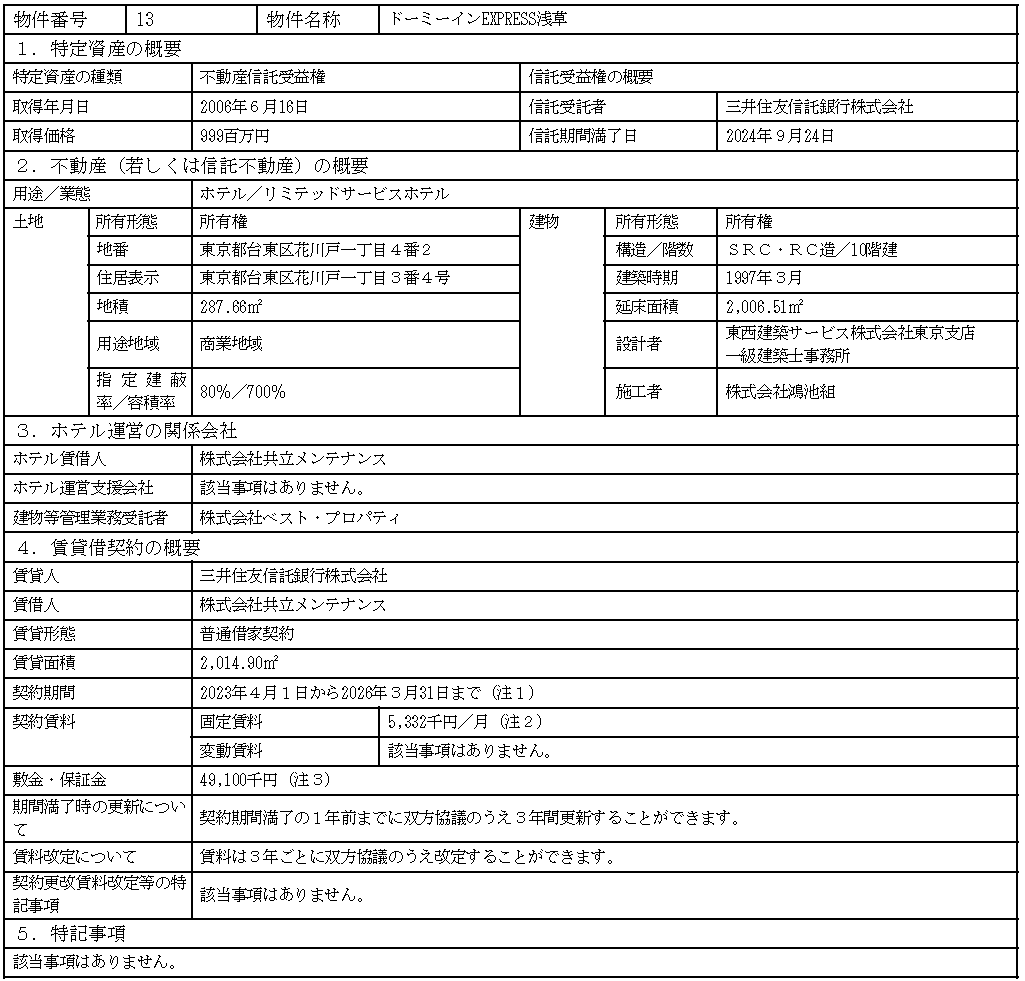 物件番号 13 物件名称 ドーミーインEXPRESS浅草
1．特定資産の概要
特定資産の種類 不動産信託受益権 信託受益権の概要
取得年月日 2006年６月16日 信託受託者 三井住友信託銀行株式会社
取得価格 999百万円 信託期間満了日 2024年９月24日
2．不動産（若しくは信託不動産）の概要
用途／業態 ホテル／リミテッドサービスホテル
土地 所有形態 所有権 建物 所有形態 所有権
地番 東京都台東区花川戸一丁目４番２ 構造／階数 ＳＲＣ・ＲＣ造／10階建
住居表示 東京都台東区花川戸一丁目３番４号 建築時期 1997年３月
地積 287.66㎡ 延床面積 2,006.51㎡
用途地域 商業地域 設計者 東西建築サービス株式会社東京支店
一級建築士事務所
指定建蔽
率／容積率 80％／700％ 施工者 株式会社鴻池組
3．ホテル運営の関係会社
ホテル賃借人 株式会社共立メンテナンス
ホテル運営支援会社 該当事項はありません。
建物等管理業務受託者 株式会社ベスト・プロパティ
4．賃貸借契約の概要
賃貸人 三井住友信託銀行株式会社
賃借人 株式会社共立メンテナンス
賃貸形態 普通借家契約
賃貸面積 2,014.90㎡
契約期間 2023年４月１日から2026年３月31日まで（注１）
契約賃料 固定賃料 5,332千円／月（注２）
変動賃料 該当事項はありません。
敷金・保証金 49,100千円（注３）
期間満了時の更新につい
て 契約期間満了の１年前までに双方協議のうえ３年間更新することができます。
賃料改定について 賃料は３年ごとに双方協議のうえ改定することができます。
契約更改賃料改定等の特
記事項 該当事項はありません。
5．特記事項
該当事項はありません。